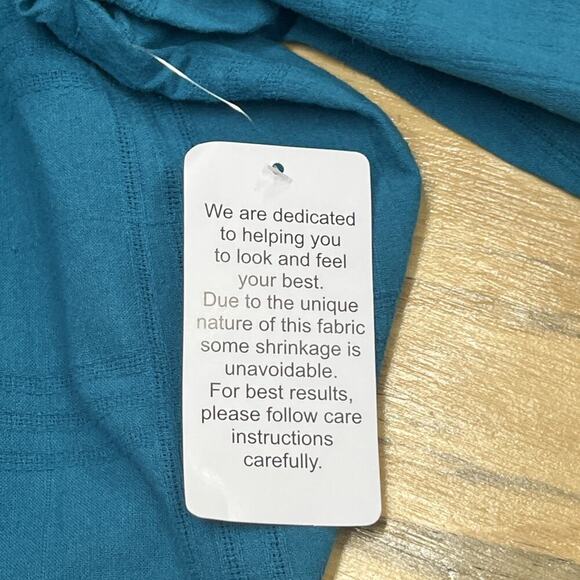 We are dedicated
to helping you
to look and feel
your best.
Due to the unique
nature of this fabric
some shrinkage is
unavoidable.
For best results,
please follow care
instructions
carefully.